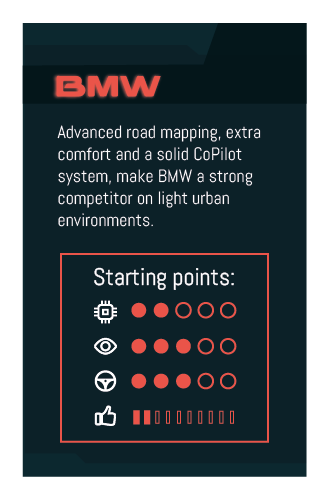 BMW
Advanced road mapping, extra
comfort and a solid CoPilot
system, make BMW a strong
competitor on light urban
environments.
Starting points: